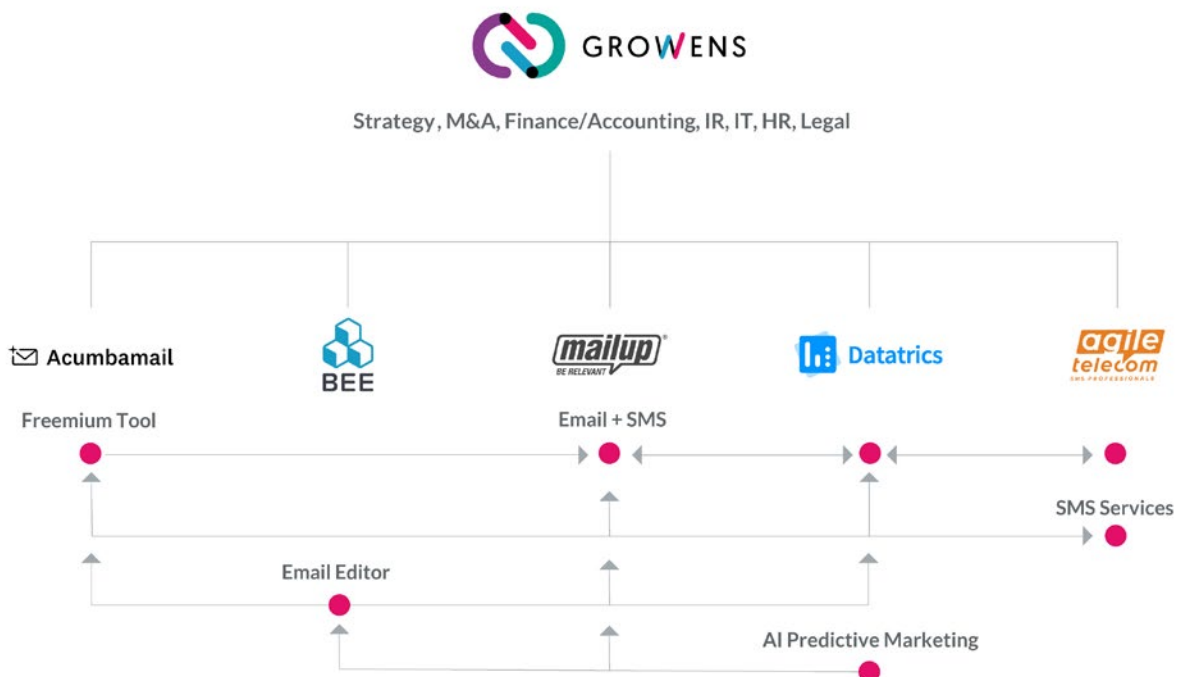 GROWENS
Strategy, M&A, Finance/Accounting, IR, IT, HR, Legal
Acumbamail
BEE
mailup®
BE RELEVANT
Datatrics
agile
telecom
SMS-PROFESSIONALS
Freemium Tool
Email + SMS
SMS Services
Email Editor
AI Predictive Marketing